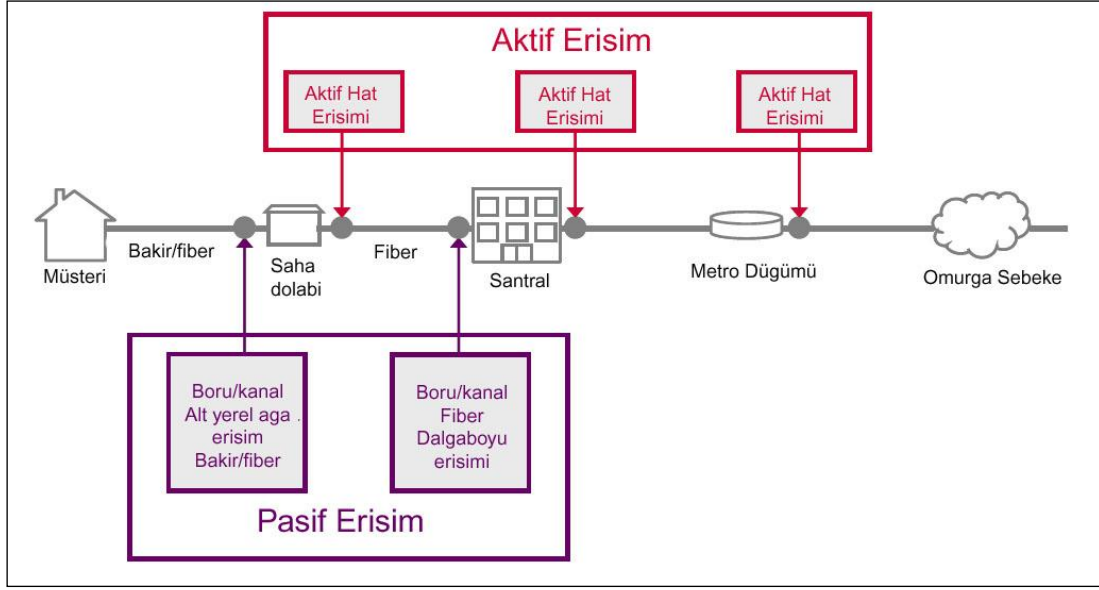 Aktif Erisim
Aktif Hat
Erisimi
Aktif Hat
Erisimi
Aktif Hat
Erisimi
Müsteri
Bakir/fiber
Saha
dolabi
Fiber
Santral
Metro Dügümü
Omurga Sebeke
Boru/kanal
Alt yerel aga .
erisim
Bakir/fiber
Boru/kanal
Fiber
Dalgaboyu
erisimi
Pasif Erisim